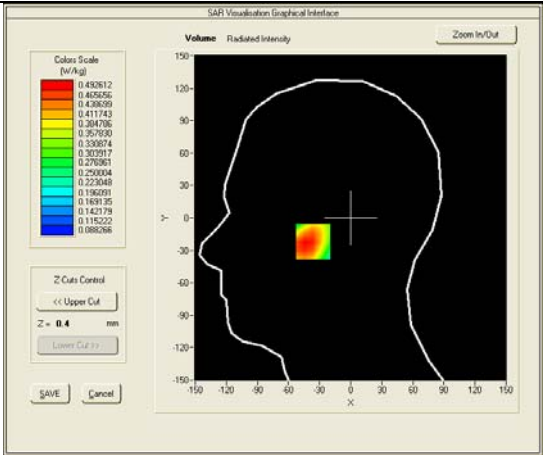 SAR Visualisation Graphical Interface
Volume Radiated Intensity
Zoom In/Out
Colors Scale
(W/kg)
0.492612
0.465656
0.438699
0.411743
0.384786
0.357830
0.330874
0.303917
0.276961
0.250004
0.223048
0.196091
0.169135
0.142179
0.115222
0.088266
Z-Cuts Control
<< Upper Cut
Z = 0.4 mm
Lower Cut >>
SAVE Cancel
150
120
90
60
30
0
-30
-60
-90
-120
-150
Y
-150 -120 -90 -60 -30 0 30 60 90 120 150
X